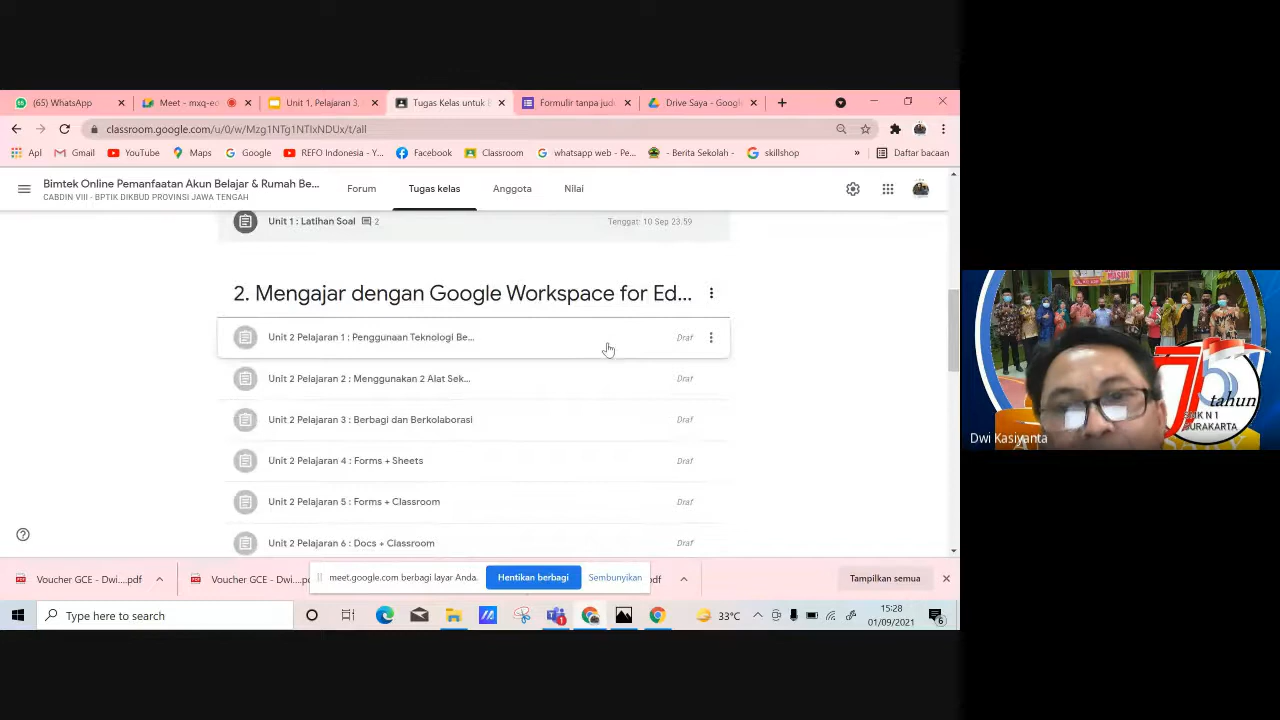 (65) WhatsApp
Meet - mxq-eo
Unit 1, Pelajaran 3,
Tugas Kelas untuk
Formulir tanpa jud
Drive Saya - Goog
classroom.google.com/u/0/w/Mzg1NTg1NTIxNDUx/t/all
Apl
Gmail
YouTube
Maps
Google
REFO Indonesia - Y...
Facebook
Classroom
whatsapp web - Pe...
- Berita Sekolah -
skillshop
»
Daftar bacaan
Bimtek Online Pemanfaatan Akun Belajar & Rumah Be...
CABDIN VIII - BPTIK DIKBUD PROVINSI JAWA TENGAH
Forum
Tugas kelas
Anggota
Nilai
Unit 1 : Latihan Soal 2
Tenggat: 10 Sep 23.59
2. Mengajar dengan Google Workspace for Ed...
Unit 2 Pelajaran 1 : Penggunaan Teknologi Be...
Draf
Unit 2 Pelajaran 2 : Menggunakan 2 Alat Sek...
Draf
Unit 2 Pelajaran 3 : Berbagi dan Berkolaborasi
Draf
Unit 2 Pelajaran 4 : Forms + Sheets
Draf
Unit 2 Pelajaran 5 : Forms + Classroom
Draf
Unit 2 Pelajaran 6 : Docs + Classroom
Draf
Voucher GCE - Dwi....pdf
Voucher GCE - Dwi....p
meet.google.com berbagi layar Anda.
Hentikan berbagi
Sembunyikan
pdf
Tampilkan semua
Type here to search
33°C
15:28
01/09/2021
6
tahun
SURAKARTA
Dwi Kasiyanta